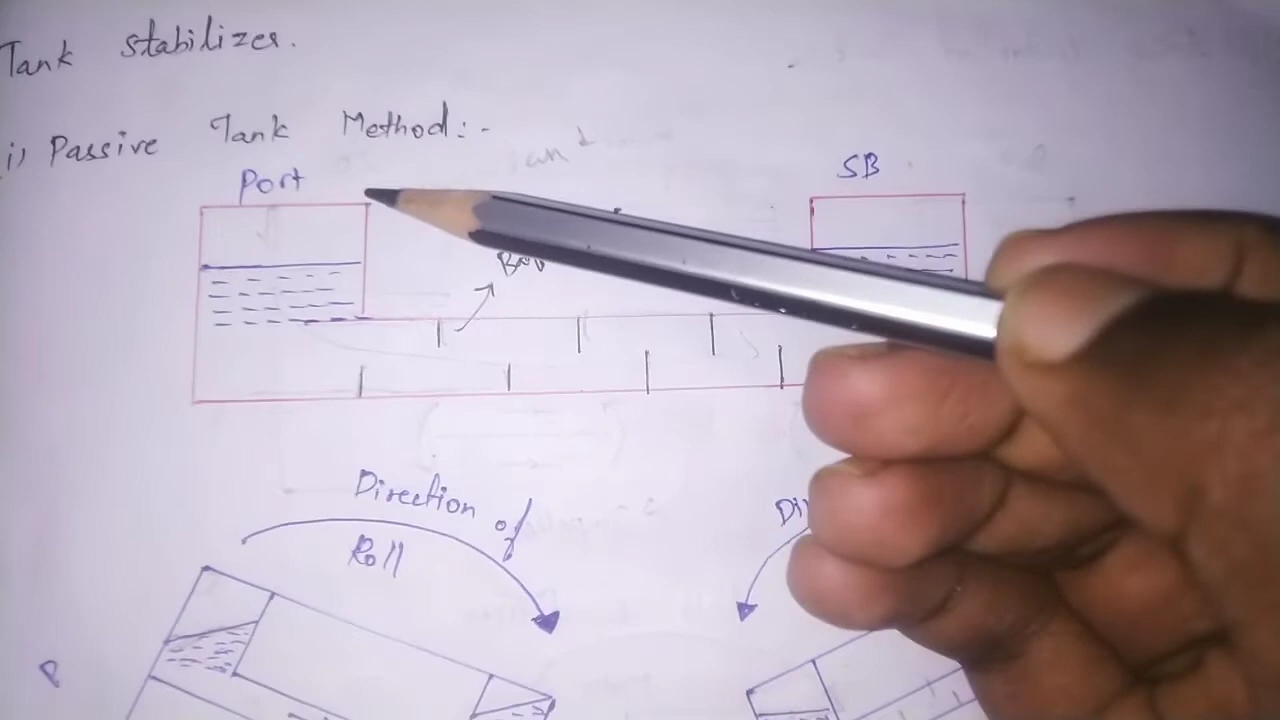 Tank stabilizer.
i) Passive Tank Method:-
Port
SB
Direction of
Roll
P